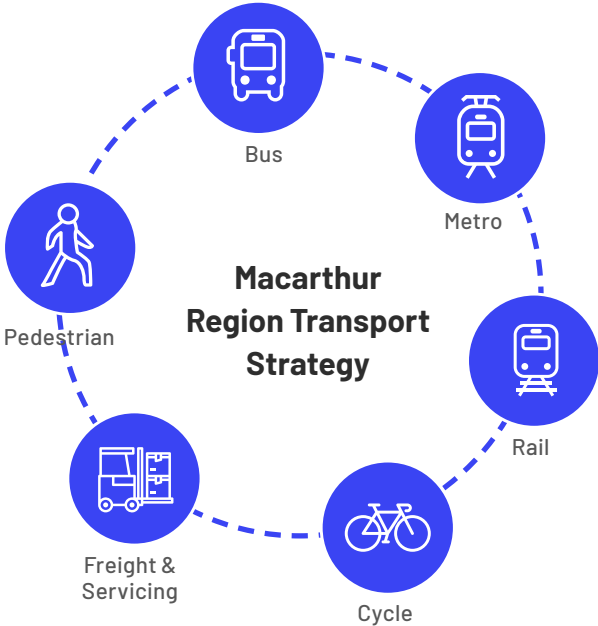 Bus
Metro
Macarthur
Region Transport
Strategy
Pedestrian
Rail
Freight &
Servicing
Cycle